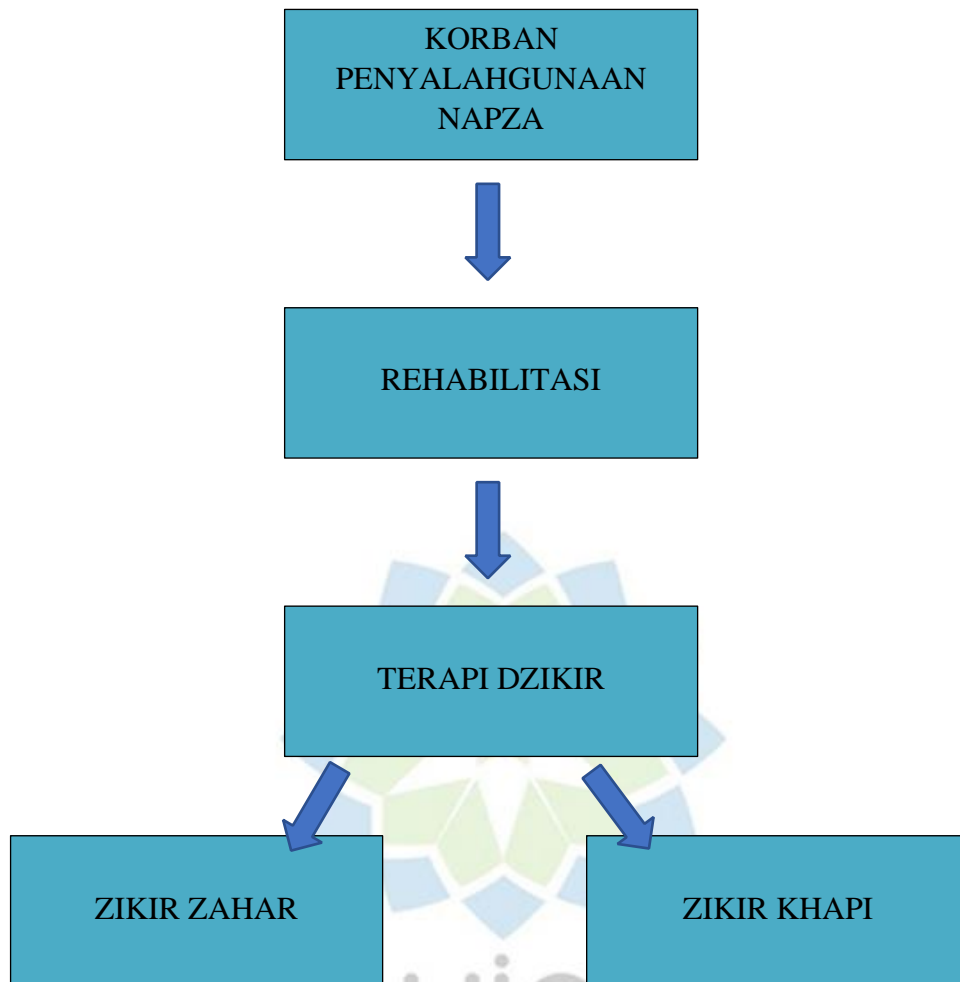 KORBAN
PENYALAHGUNAAN
NAPZA
REHABILITASI
TERAPI DZIKIR
ZIKIR ZAHAR
ZIKIR KHAPI